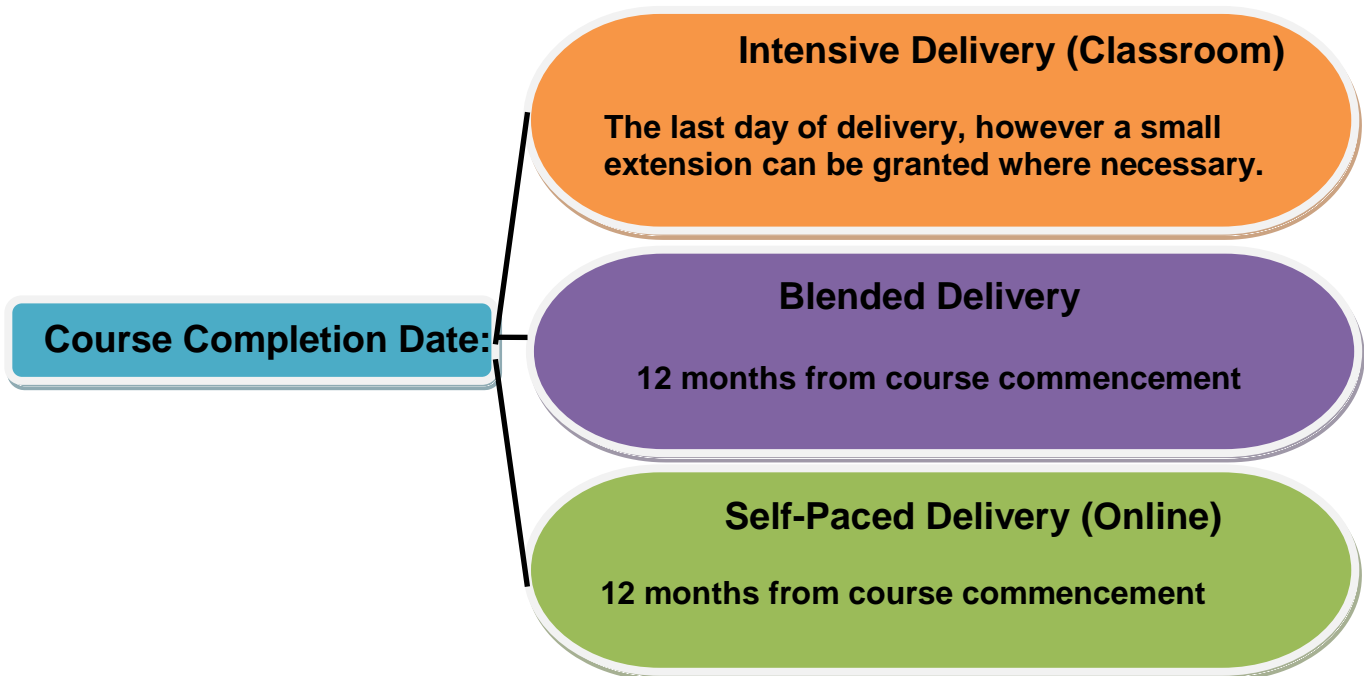 Intensive Delivery (Classroom)
The last day of delivery, however a small
extension can be granted where necessary.
Course Completion Date:
Blended Delivery
12 months from course commencement
Self-Paced Delivery (Online)
12 months from course commencement